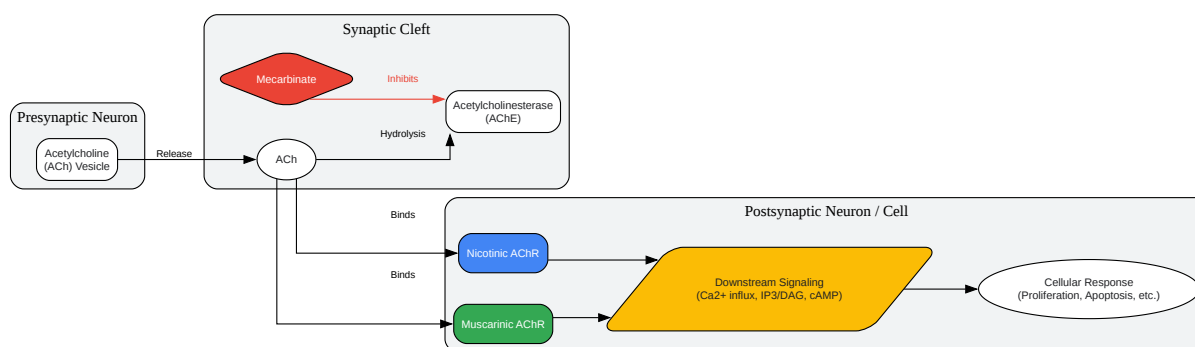 Synaptic Cleft
Mecarbinate
Inhibits
Acetylcholinesterase
(AChE)
Presynaptic Neuron
Acetylcholine
(ACh) Vesicle
Release
ACh
Hydrolysis
Binds
Binds
Postsynaptic Neuron / Cell
Nicotinic AChR
Muscarinic AChR
Downstream Signaling
(Ca2+ influx, IP3/DAG, cAMP)
Cellular Response
(Proliferation, Apoptosis, etc.)